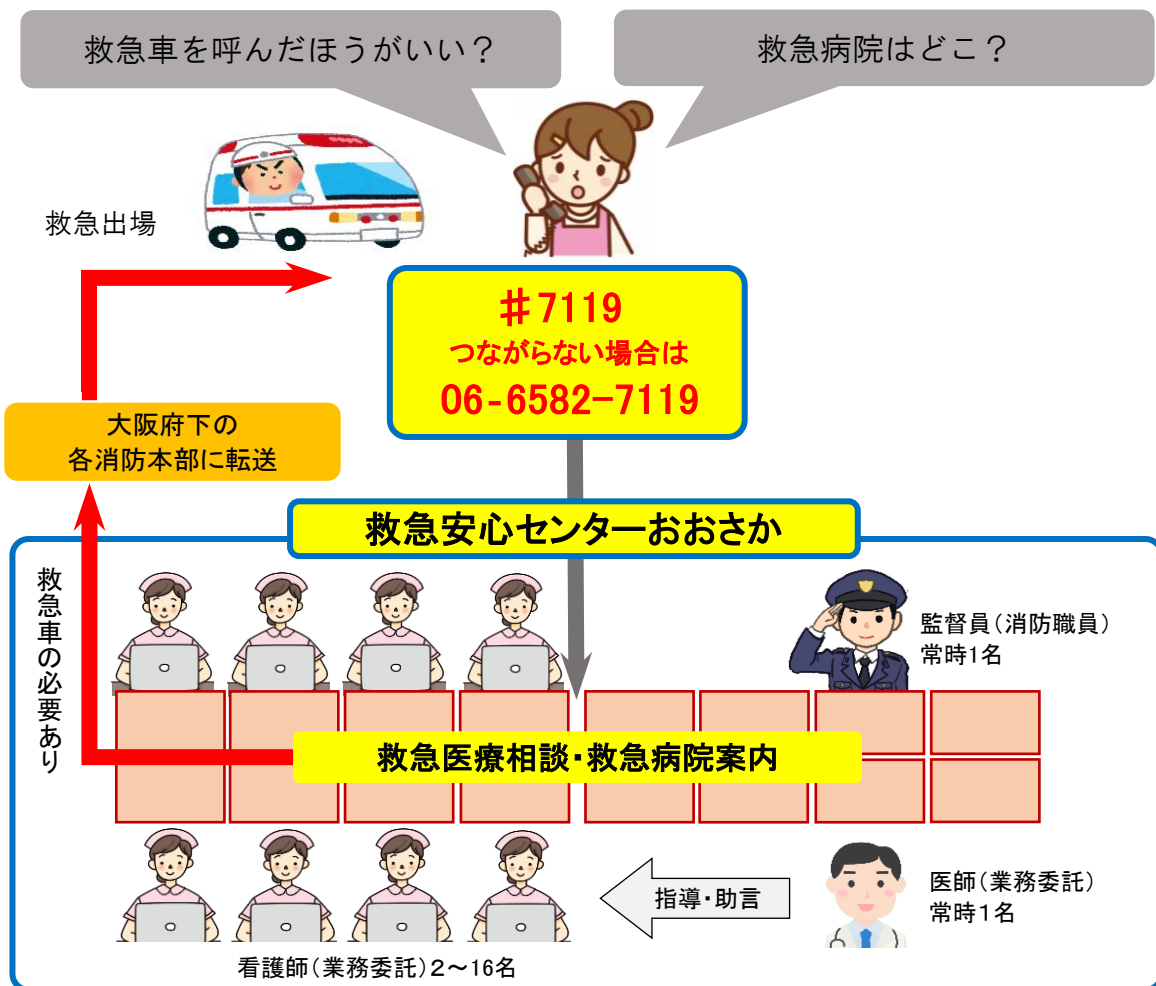 救急車を呼んだほうがいい?
救急病院はどこ?
救急出場
♯7119
つながらない場合は
06-6582-7119
大阪府下の
各消防本部に転送
救急安心センターおおさか
救急車の必要あり
監督員(消防職員)
常時1名
救急医療相談・救急病院案内
指導・助言
医師(業務委託)
常時1名
看護師(業務委託)2~16名